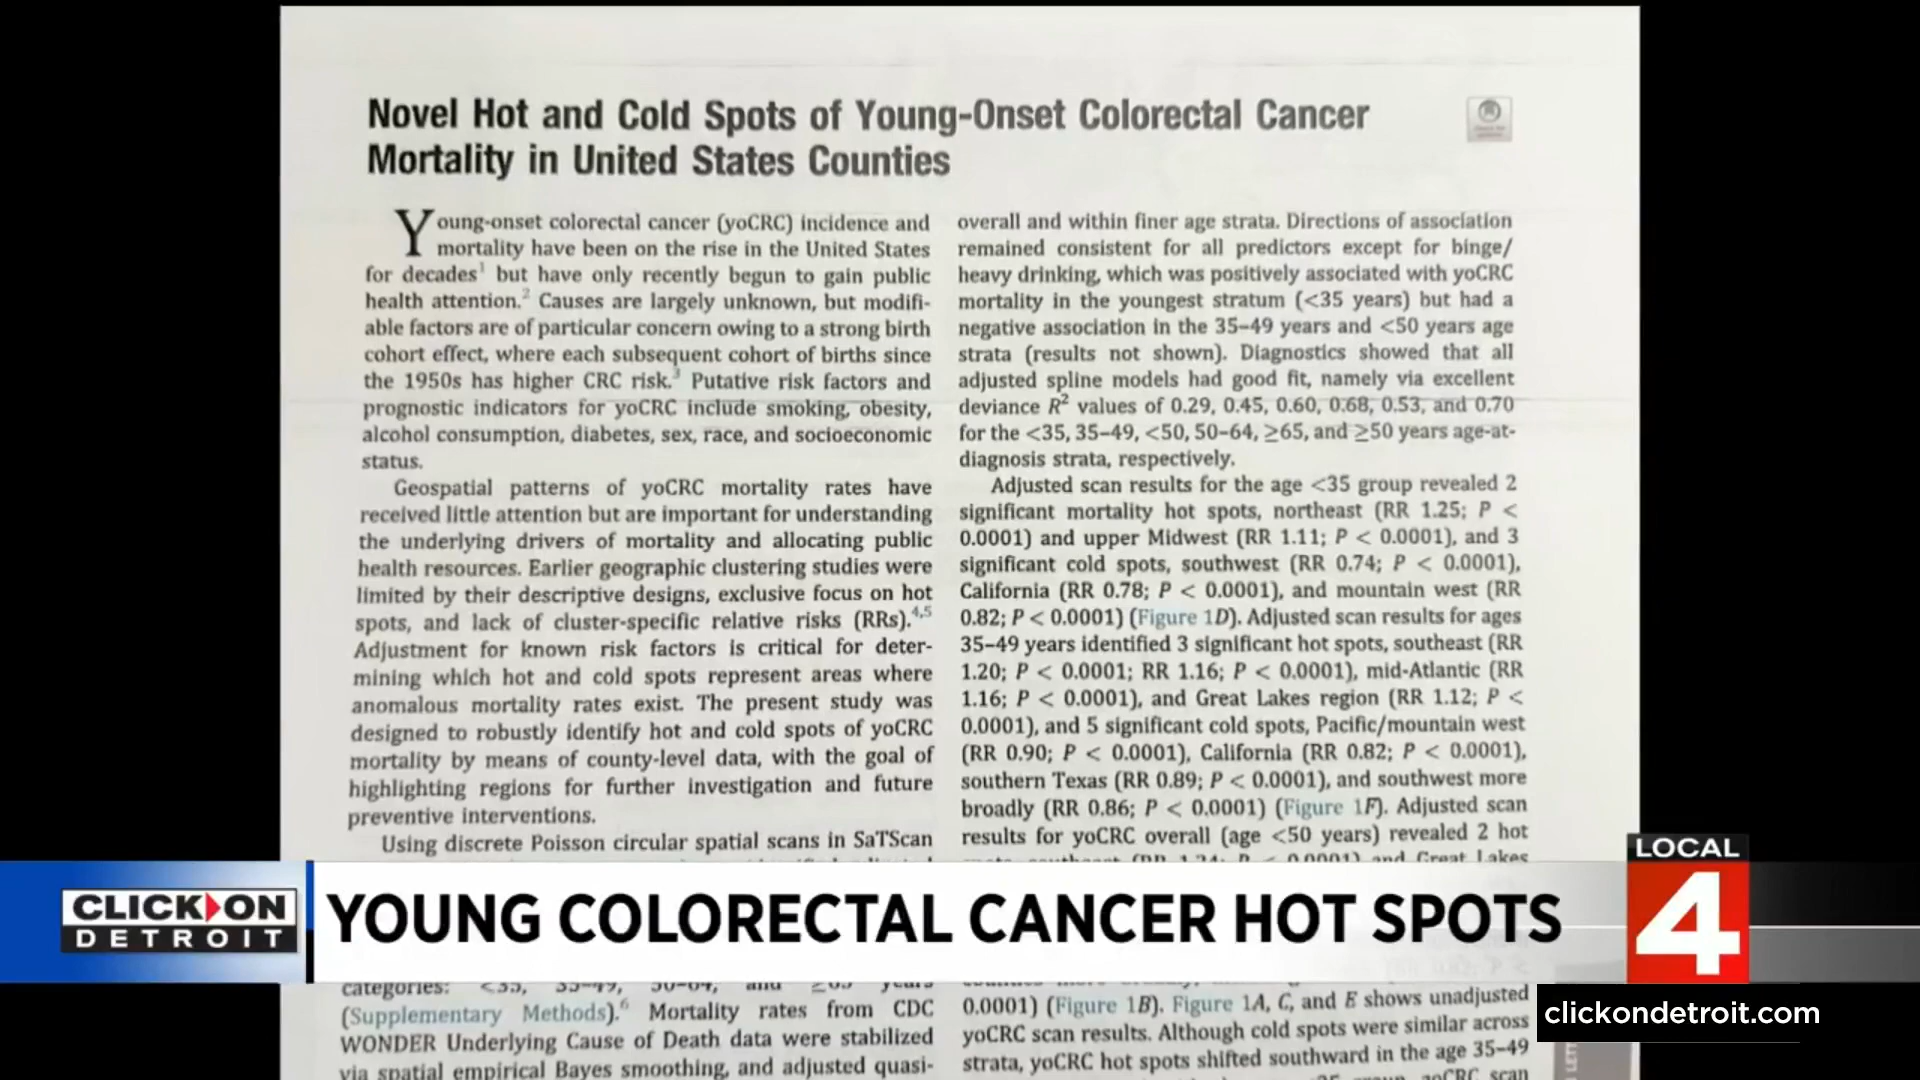 Novel Hot and Cold Spots of Young-Onset Colorectal Cancer
Mortality in United States Counties
Young-onset colorectal cancer (yoCRC) incidence and
mortality have been on the rise in the United States
for decades1 but have only recently begun to gain public
health attention.2 Causes are largely unknown, but modifi-
able factors are of particular concern owing to a strong birth
cohort effect, where each subsequent cohort of births since
the 1950s has higher CRC risk.3 Putative risk factors and
prognostic indicators for yoCRC include smoking, obesity,
alcohol consumption, diabetes, sex, race, and socioeconomic
status.
Geospatial patterns of yoCRC mortality rates have
received little attention but are important for understanding
the underlying drivers of mortality and allocating public
health resources. Earlier geographic clustering studies were
limited by their descriptive designs, exclusive focus on hot
spots, and lack of cluster-specific relative risks (RRs).4,5
Adjustment for known risk factors is critical for deter-
mining which hot and cold spots represent areas where
anomalous mortality rates exist. The present study was
designed to robustly identify hot and cold spots of yoCRC
mortality by means of county-level data, with the goal of
highlighting regions for further investigation and future
preventive interventions.
Using discrete Poisson circular spatial scans in SaTScan
categories: <35, 35–49, 50–64, and ≥65 years
(Supplementary Methods).6 Mortality rates from CDC
WONDER Underlying Cause of Death data were stabilized
via spatial empirical Bayes smoothing, and adjusted quasi-
overall and within finer age strata. Directions of association
remained consistent for all predictors except for binge/
heavy drinking, which was positively associated with yoCRC
mortality in the youngest stratum (<35 years) but had a
negative association in the 35–49 years and <50 years age
strata (results not shown). Diagnostics showed that all
adjusted spline models had good fit, namely via excellent
deviance R2 values of 0.29, 0.45, 0.60, 0.68, 0.53, and 0.70
for the <35, 35–49, <50, 50–64, ≥65, and ≥50 years age-at-
diagnosis strata, respectively.
Adjusted scan results for the age <35 group revealed 2
significant mortality hot spots, northeast (RR 1.25; P <
0.0001) and upper Midwest (RR 1.11; P < 0.0001), and 3
significant cold spots, southwest (RR 0.74; P < 0.0001),
California (RR 0.78; P < 0.0001), and mountain west (RR
0.82; P < 0.0001) (Figure 1D). Adjusted scan results for ages
35–49 years identified 3 significant hot spots, southeast (RR
1.20; P < 0.0001; RR 1.16; P < 0.0001), mid-Atlantic (RR
1.16; P < 0.0001), and Great Lakes region (RR 1.12; P <
0.0001), and 5 significant cold spots, Pacific/mountain west
(RR 0.90; P < 0.0001), California (RR 0.82; P < 0.0001),
southern Texas (RR 0.89; P < 0.0001), and southwest more
broadly (RR 0.86; P < 0.0001) (Figure 1F). Adjusted scan
results for yoCRC overall (age <50 years) revealed 2 hot
0.0001) and Great Lakes
0.0001) (Figure 1B). Figure 1A, C, and E shows unadjusted
yoCRC scan results. Although cold spots were similar across
strata, yoCRC hot spots shifted southward in the age 35–49
yoCRC scan
CLICK ON
DETROIT
YOUNG COLORECTAL CANCER HOT SPOTS
LOCAL
4
clickondetroit.com